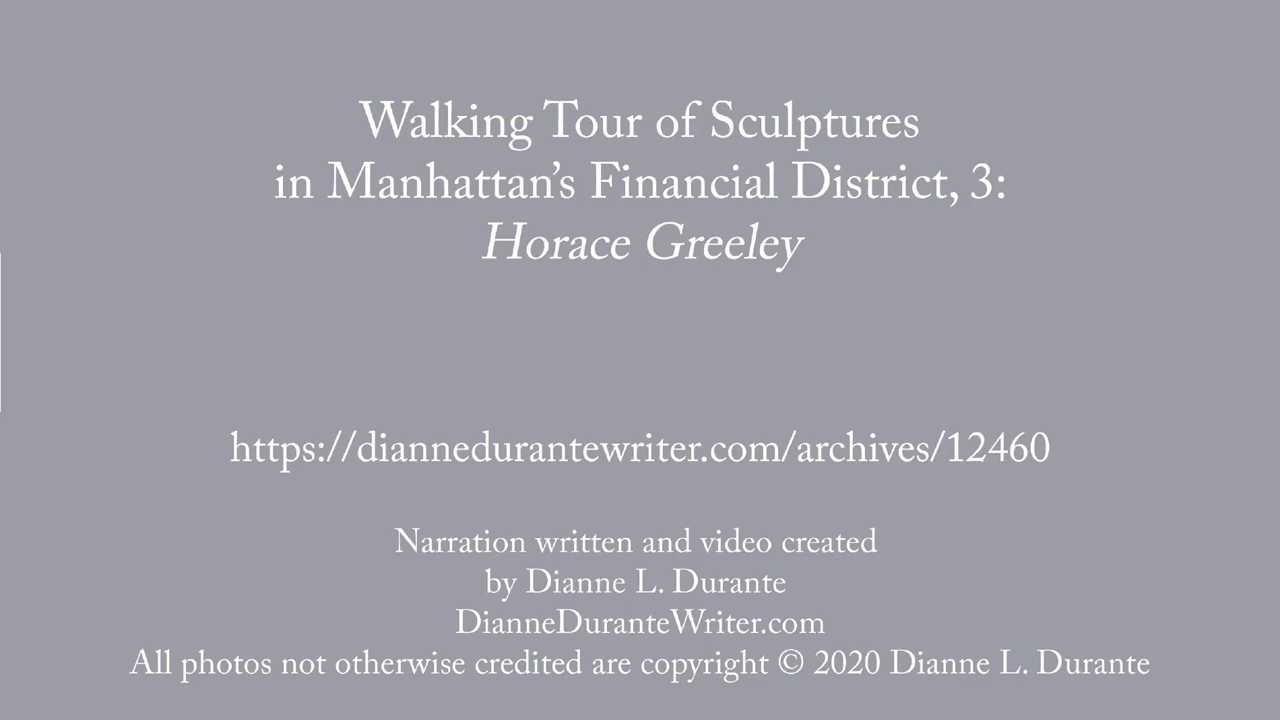 Walking Tour of Sculptures
in Manhattan’s Financial District, 3:
Horace Greeley
https://diannedurantewriter.com/archives/12460
Narration written and video created
by Dianne L. Durante
DianneDuranteWriter.com
All photos not otherwise credited are copyright © 2020 Dianne L. Durante